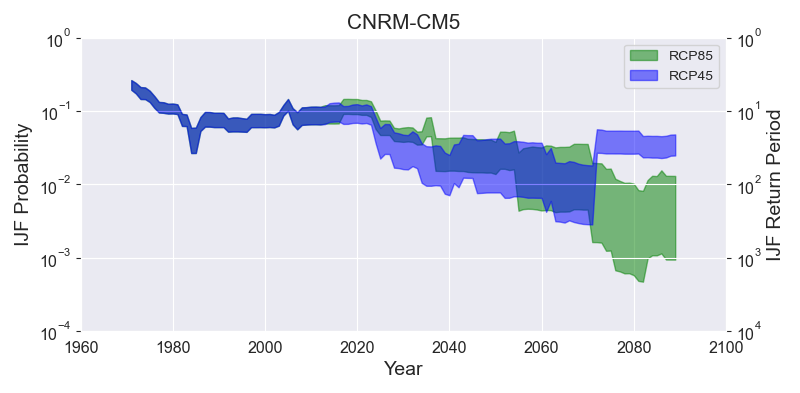 CNRM-CM5
10^0
10^0
RCP85
RCP45
10^-1
10^1
10^-2
10^2
10^-3
10^3
10^-4
10^4
IJF Probability
IJF Return Period
1960 1980 2000 2020 2040 2060 2080 2100
Year